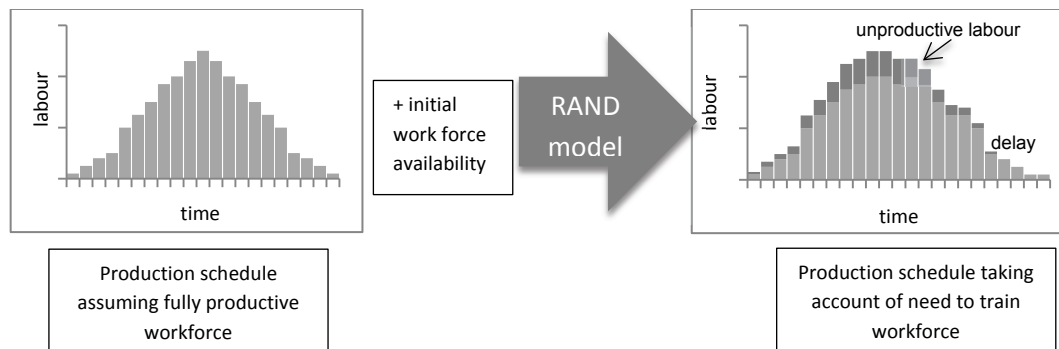 labour
time
Production schedule
assuming fully productive
workforce
+ initial
work force
availability
RAND
model
unproductive labour
labour
delay
time
Production schedule taking
account of need to train
workforce